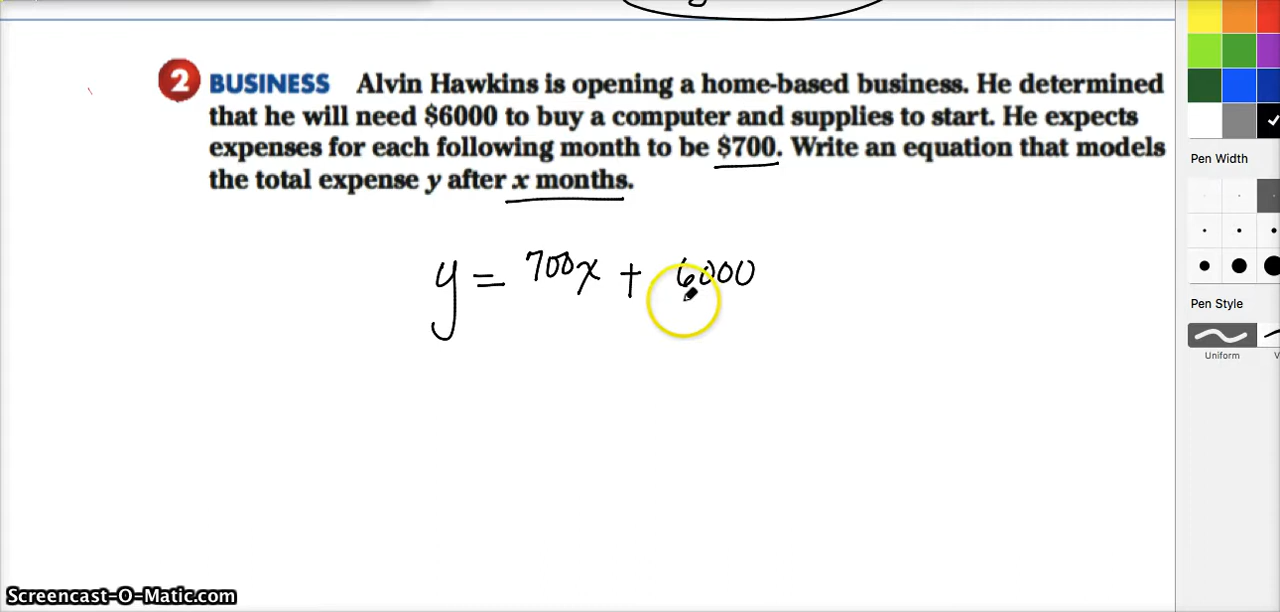 2 BUSINESS Alvin Hawkins is opening a home-based business. He determined
that he will need $6000 to buy a computer and supplies to start. He expects
expenses for each following month to be $700. Write an equation that models
the total expense y after x months.
y = 700x + 6000
Pen Width
Pen Style
Uniform
V
Screencast-O-Matic.com